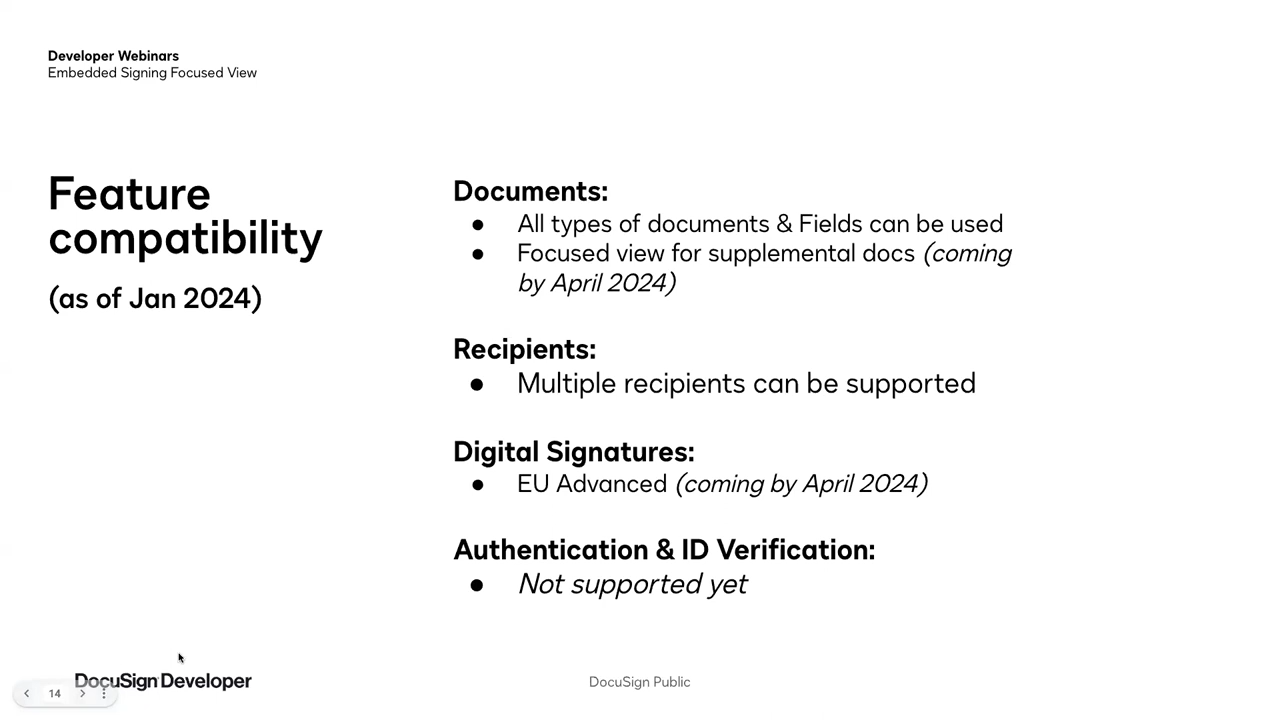 Developer Webinars
Embedded Signing Focused View
Feature
compatibility
(as of Jan 2024)
Documents:
● All types of documents & Fields can be used
● Focused view for supplemental docs (coming
by April 2024)
Recipients:
● Multiple recipients can be supported
Digital Signatures:
● EU Advanced (coming by April 2024)
Authentication & ID Verification:
● Not supported yet
DocuSign Developer
14
DocuSign Public